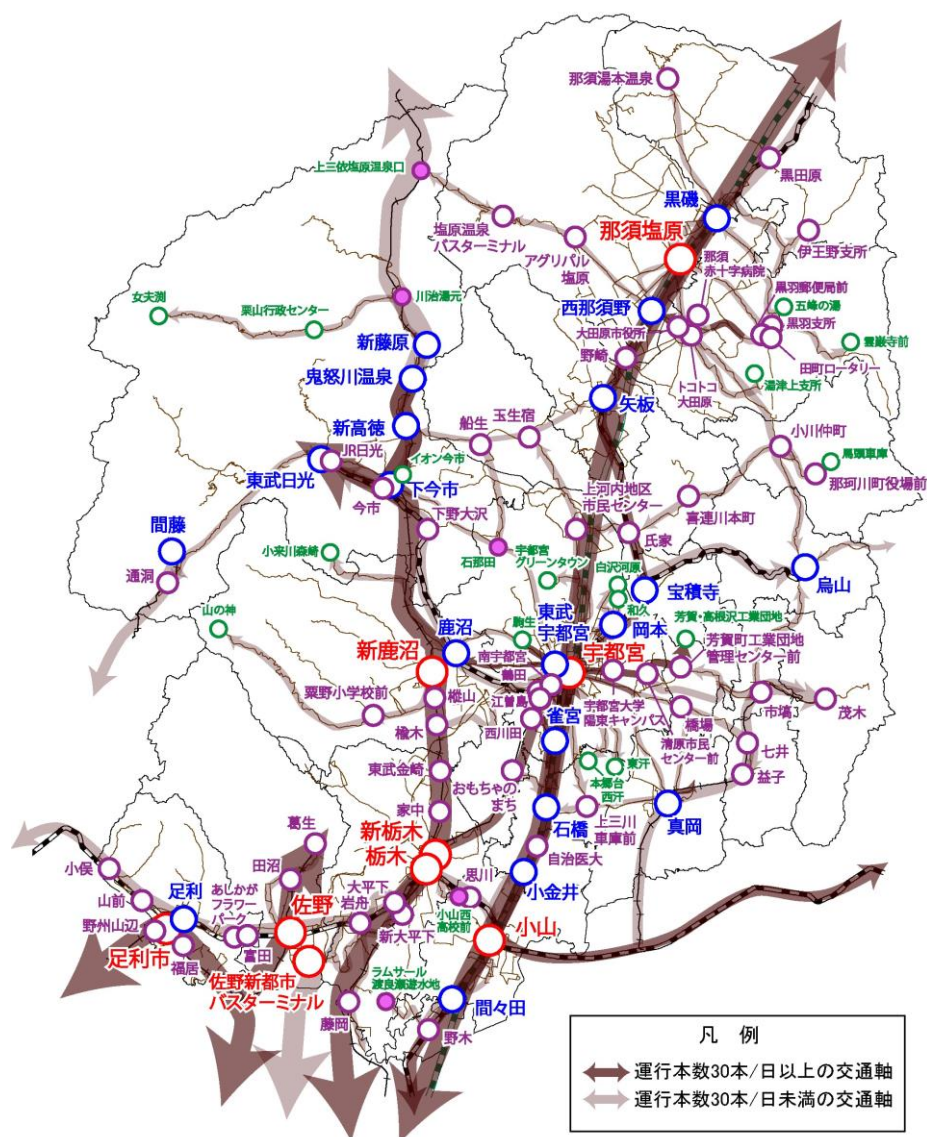 那須湯本温泉
黒田原
上三依塩原温泉口
黒磯
塩原温泉
バスターミナル
那須塩原
伊王野支所
アグリパル
塩原
那須
赤十字病院
黒羽郵便局前
五峰の湯
女夫渕
川治湯元
栗山行政センター
西那須野
大田原市役所
黒羽支所
雲巌寺前
新藤原
野崎
田町ロータリー
鬼怒川温泉
トコトコ
大田原
湯津上支所
矢板
新高徳
船生
玉生宿
小川仲町
JR日光
イオン今市
馬頭車庫
東武日光
下今市
那珂川町役場前
今市
上河内地区
市民センター
喜連川本町
間藤
下野大沢
氏家
小来川森崎
石那田
宇都宮
グリーンタウン
白沢河原
通洞
宝積寺
烏山
山の神
和久
鹿沼
駒生
東武
宇都宮
岡本
芳賀・高根沢工業団地
新鹿沼
南宇都宮
宇都宮
芳賀町工業団地
管理センター前
鶴田
粟野小学校前
樅山
江曽島
宇都宮大学
陽東キャンパス
市塙
茂木
楡木
西川田
雀宮
橋場
清原市民
センター前
七井
東武金崎
東汗
本郷台
西汗
益子
おもちゃの
まち
家中
石橋
上三川
車庫前
真岡
葛生
新栃木
栃木
自治医大
小俣
田沼
小金井
山前
足利
あしかが
フラワー
パーク
佐野
大平下
岩舟
思川
野州山辺
小山西
高校前
小山
足利市
富田
新大平下
福居
佐野新都市
バスターミナル
ラムサール
渡良瀬遊水地
間々田
藤岡
野木
凡 例
運行本数30本/日以上の交通軸
運行本数30本/日未満の交通軸